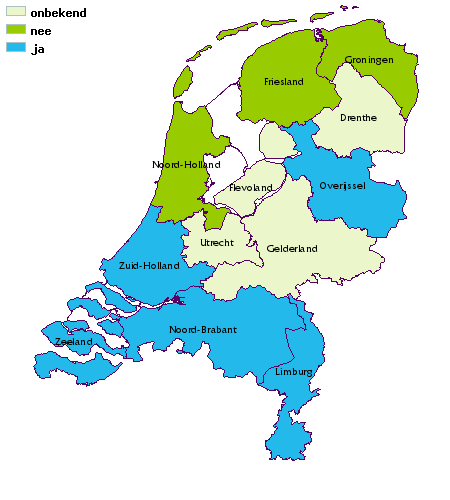 onbekend
nee
ja
Groningen
Friesland
Drenthe
Noord-Holland
Flevoland
Overijssel
Utrecht
Gelderland
Zuid-Holland
Noord-Brabant
Zeeland
Limburg